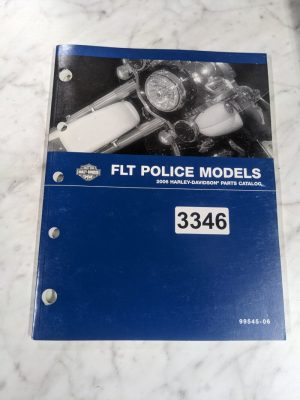 FLT POLICE MODELS
2006 HARLEY-DAVIDSON® PARTS CATALOG
3346
99545-06